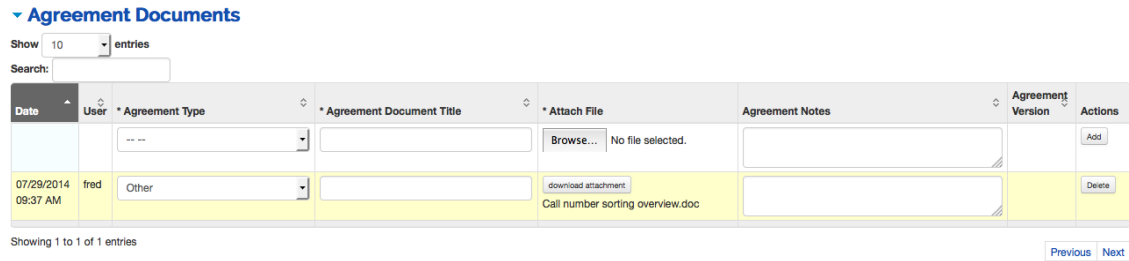 Agreement Documents
Show 10 entries
Search:
Date User * Agreement Type * Agreement Document Title * Attach File Agreement Notes Agreement Version Actions
-- -- Browse... No file selected. Add
07/29/2014 09:37 AM fred Other download attachment Delete
Call number sorting overview.doc
Showing 1 to 1 of 1 entries
Previous Next